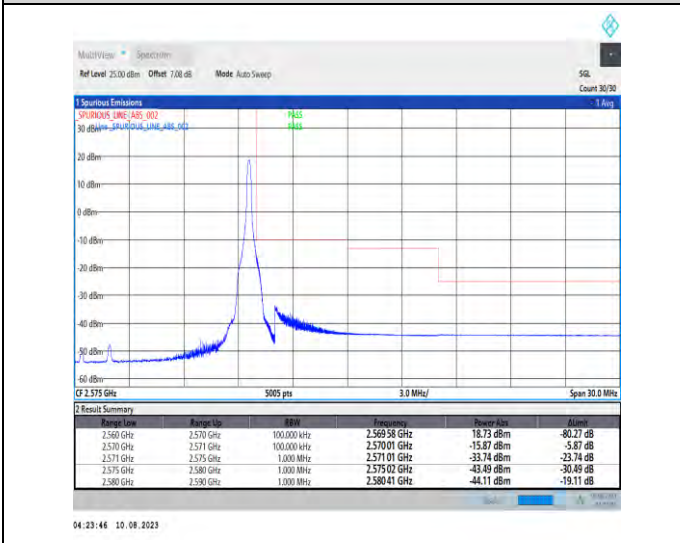 MultiView Spectrum
Ref Level 25.00 dBm Offset 7.08 dB Mode Auto Sweep SGL
Count 30/30
1 Spurious Emissions 1 Avg
_SPURIOUS_LINE_ABS_002 PASS
30 dBm Line _SPURIOUS_LINE_ABS_002 PASS
20 dBm
10 dBm
0 dBm
-10 dBm
-20 dBm
-30 dBm
-40 dBm
-50 dBm
-60 dBm
CF 2.575 GHz 5005 pts 3.0 MHz/ Span 30.0 MHz
2 Result Summary
Range Low Range Up RBW Frequency Power Abs ΔLimit
2.560 GHz 2.570 GHz 100.000 kHz 2.569 58 GHz 18.73 dBm -80.27 dB
2.570 GHz 2.571 GHz 100.000 kHz 2.570 01 GHz -15.87 dBm -5.87 dB
2.571 GHz 2.575 GHz 1.000 MHz 2.571 01 GHz -33.74 dBm -23.74 dB
2.575 GHz 2.580 GHz 1.000 MHz 2.575 02 GHz -43.49 dBm -30.49 dB
2.580 GHz 2.590 GHz 1.000 MHz 2.580 41 GHz -44.11 dBm -19.11 dB
04:23:46 10.08.2023